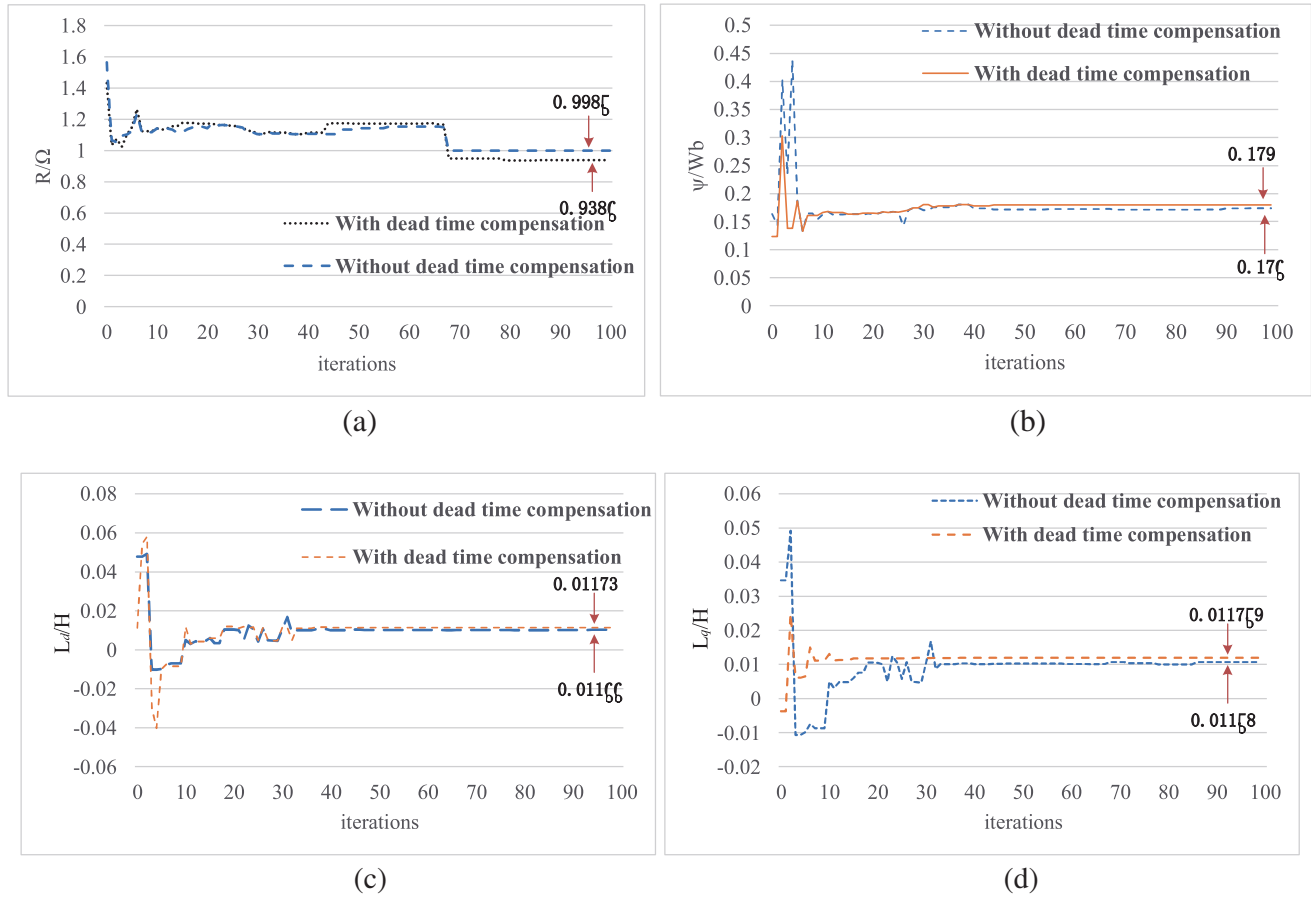 1.8
1.6
1.4
1.2
1
0.8
0.6
0.4
0.2
0
R/Ω
With dead time compensation
Without dead time compensation
0 10 20 30 40 50 60 70 80 90 100
iterations
(a)
0.5
0.45
0.4
0.35
0.3
0.25
0.2
0.15
0.1
0.05
0
ψ/Wb
Without dead time compensation
With dead time compensation
0.179
0 10 20 30 40 50 60 70 80 90 100
iterations
(b)
0.08
0.06
0.04
0.02
0
-0.02
-0.04
-0.06
Ld/H
Without dead time compensation
With dead time compensation
0.01173
0 10 20 30 40 50 60 70 80 90 100
iterations
(c)
0.06
0.05
0.04
0.03
0.02
0.01
0
-0.01
-0.02
Lq/H
Without dead time compensation
With dead time compensation
0 10 20 30 40 50 60 70 80 90 100
iterations
(d)